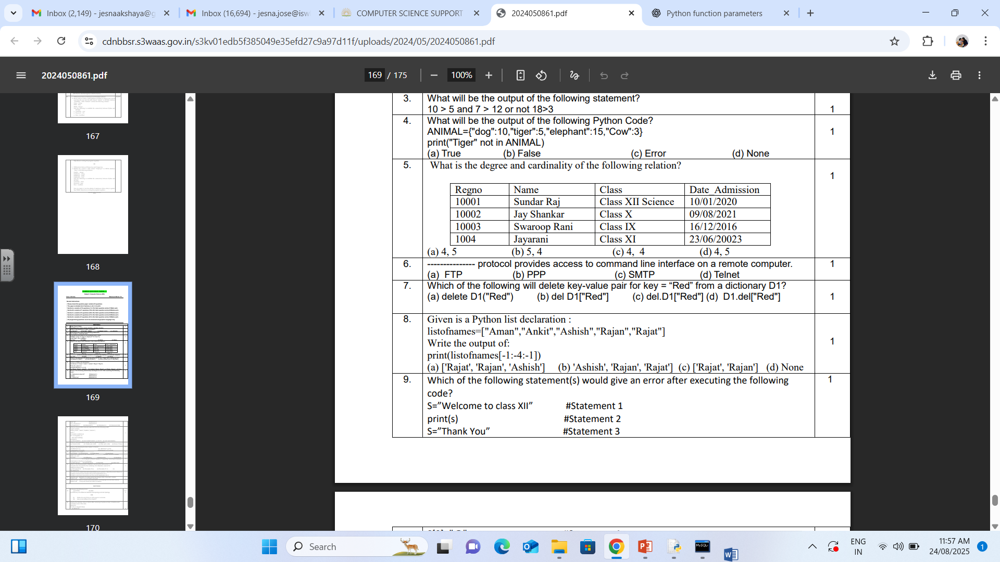 Inbox (2,149) - jesnaakshaya@g
Inbox (16,694) - jesna.jose@isw
COMPUTER SCIENCE SUPPORT
2024050861.pdf
Python function parameters
cdnbbsr.s3waas.gov.in/s3kv01edb5f385049e35efd27c9a97d11f/uploads/2024/05/2024050861.pdf
2024050861.pdf
169 / 175
100%
167
168
169
170
3. What will be the output of the following statement?
10 > 5 and 7 > 12 or not 18>3 1
4. What will be the output of the following Python Code?
ANIMAL={"dog":10,"tiger":5,"elephant":15,"Cow":3} 1
print("Tiger" not in ANIMAL)
(a) True (b) False (c) Error (d) None
5. What is the degree and cardinality of the following relation?
1
Regno Name Class Date_Admission
10001 Sundar Raj Class XII Science 10/01/2020
10002 Jay Shankar Class X 09/08/2021
10003 Swaroop Rani Class IX 16/12/2016
1004 Jayarani Class XI 23/06/20023
(a) 4, 5 (b) 5, 4 (c) 4, 4 (d) 4, 5
6. --------------- protocol provides access to command line interface on a remote computer. 1
(a) FTP (b) PPP (c) SMTP (d) Telnet
7. Which of the following will delete key-value pair for key = “Red” from a dictionary D1?
(a) delete D1("Red") (b) del D1["Red"] (c) del.D1["Red"] (d) D1.del["Red"] 1
8. Given is a Python list declaration :
listofnames=["Aman","Ankit","Ashish","Rajan","Rajat"]
Write the output of: 1
print(listofnames[-1:-4:-1])
(a) ['Rajat', 'Rajan', 'Ashish'] (b) 'Ashish', 'Rajan', 'Rajat'] (c) ['Rajat', 'Rajan'] (d) None
9. Which of the following statement(s) would give an error after executing the following 1
code?
S=”Welcome to class XII” #Statement 1
print(s) #Statement 2
S=”Thank You” #Statement 3
Search
ENG
IN
11:57 AM
24/08/2025
1